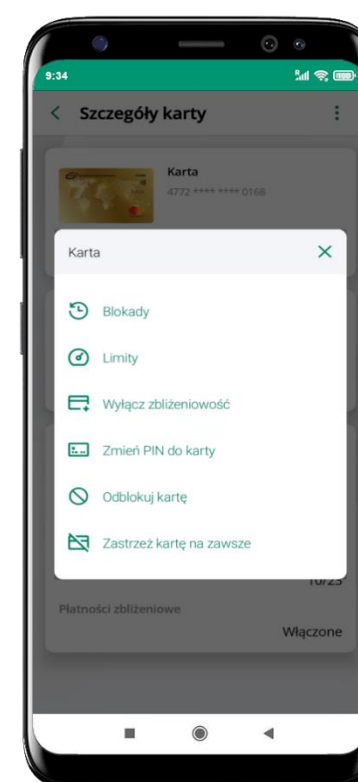 9:34
Szczegóły karty
Karta
4772 **** **** 0168
Karta
Blokady
Limity
Wyłącz zbliżeniowość
Zmień PIN do karty
Odblokuj kartę
Zastrzeż kartę na zawsze
10/23
Płatności zbliżeniowe
Włączone